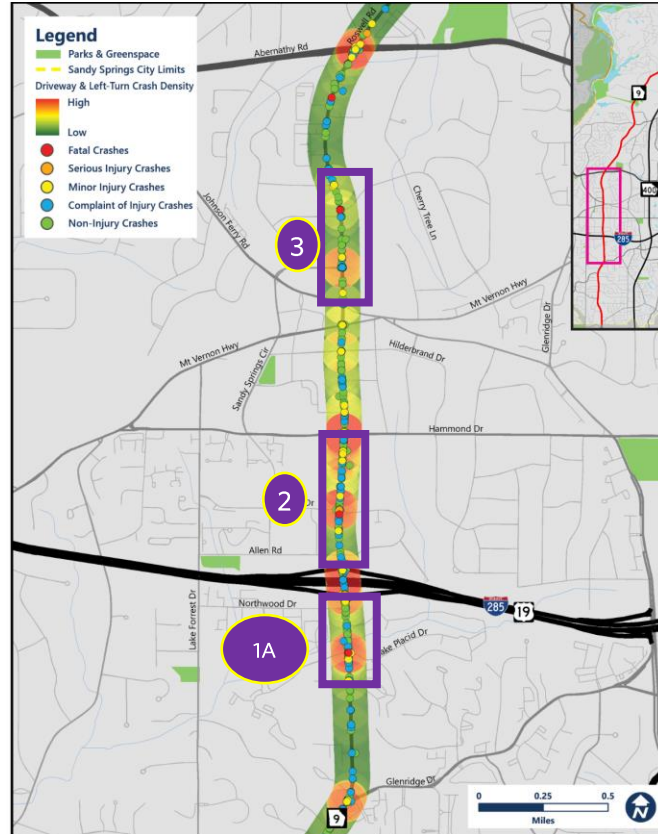 Legend
Parks & Greenspace
Sandy Springs City Limits
Driveway & Left-Turn Crash Density
High
Low
Fatal Crashes
Serious Injury Crashes
Minor Injury Crashes
Complaint of Injury Crashes
Non-Injury Crashes
Roswell Rd
Abernathy Rd
9
400
285
Johnson Ferry Rd
Cherry Tree Ln
3
Mt Vernon Hwy
Glenridge Dr
Mt Vernon Hwy
Sandy Springs Cir
Hilderbrand Dr
Hammond Dr
2
Dr
Allen Rd
INTERSTATE
285
19
Lake Forrest Dr
Northwood Dr
1A
Lake Placid Dr
Glenridge Dr
9
0
0.25
0.5
Miles
N